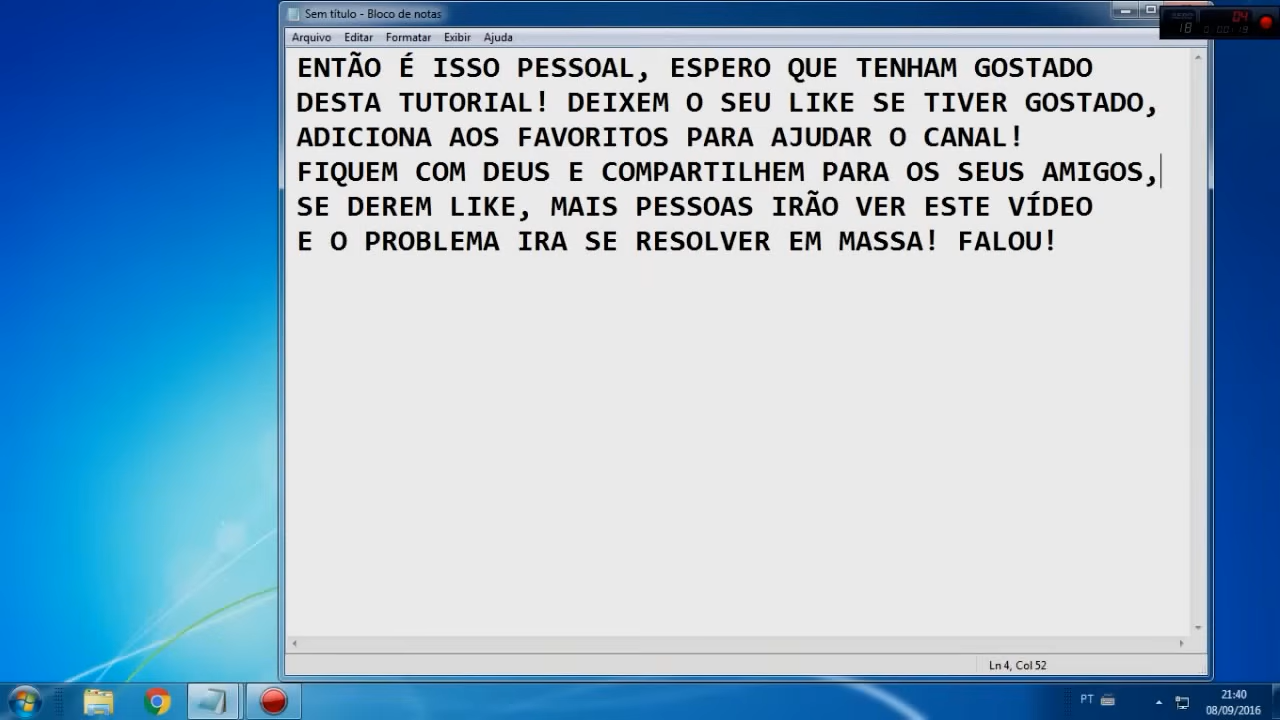 Sem título - Bloco de notas
Arquivo Editar Formatar Exibir Ajuda
ENTÃO É ISSO PESSOAL, ESPERO QUE TENHAM GOSTADO
DESTA TUTORIAL! DEIXEM O SEU LIKE SE TIVER GOSTADO,
ADICIONA AOS FAVORITOS PARA AJUDAR O CANAL!
FIQUEM COM DEUS E COMPARTILHEM PARA OS SEUS AMIGOS,
SE DEREM LIKE, MAIS PESSOAS IRÃO VER ESTE VÍDEO
E O PROBLEMA IRA SE RESOLVER EM MASSA! FALOU!
Ln 4, Col 52
PT
21:40
08/09/2016